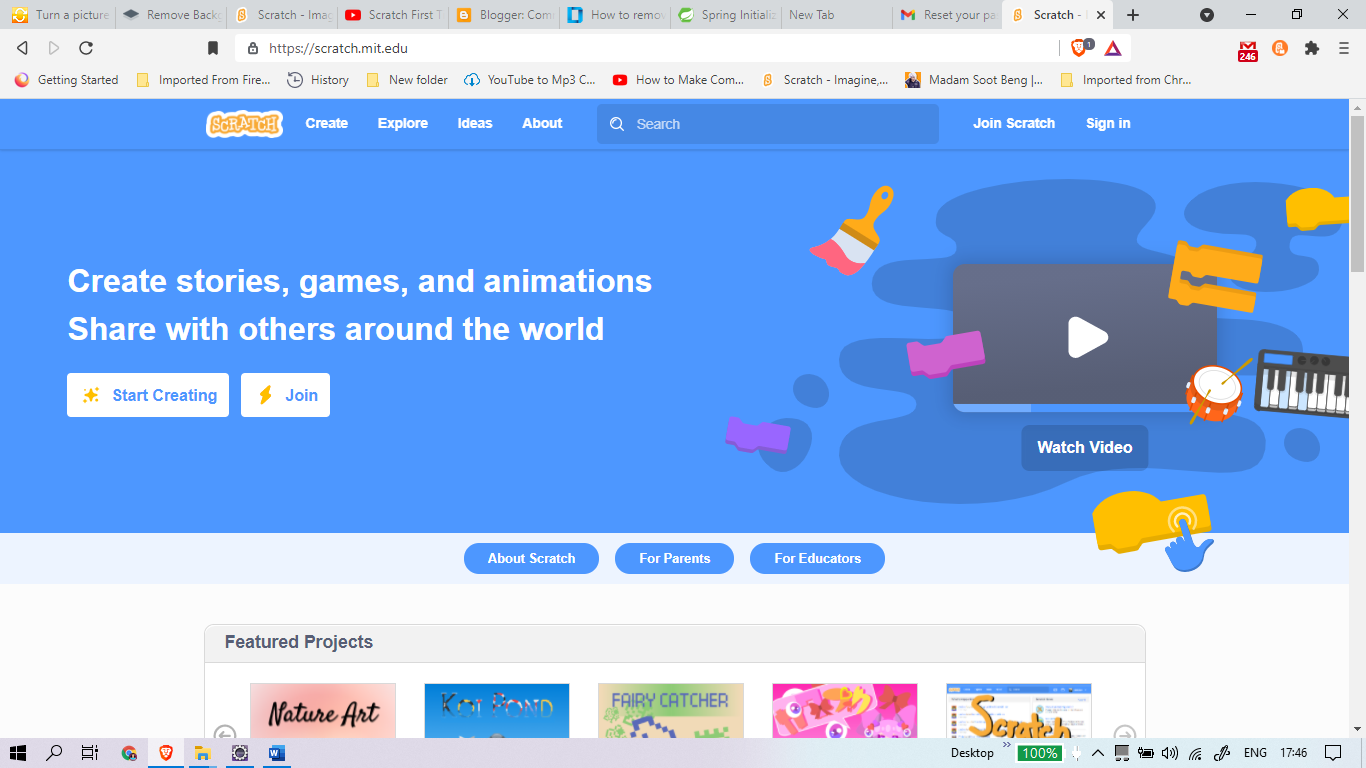 Turn a picture
Remove Back
Scratch - Imag
Scratch First T
Blogger: Com
How to remov
Spring Initializ
New Tab
Reset your pa
Scratch -
https://scratch.mit.edu
1
246
Getting Started
Imported From Fire...
History
New folder
YouTube to Mp3 C...
How to Make Com...
Scratch - Imagine,...
Madam Soot Beng |...
Imported from Chr...
SCRATCH
Create
Explore
Ideas
About
Search
Join Scratch
Sign in
Create stories, games, and animations
Share with others around the world
Start Creating
Join
Watch Video
About Scratch
For Parents
For Educators
Featured Projects
Nature Art
KOI POND
FAIRY CATCHER
Scratch
Desktop
100%
ENG
17:46